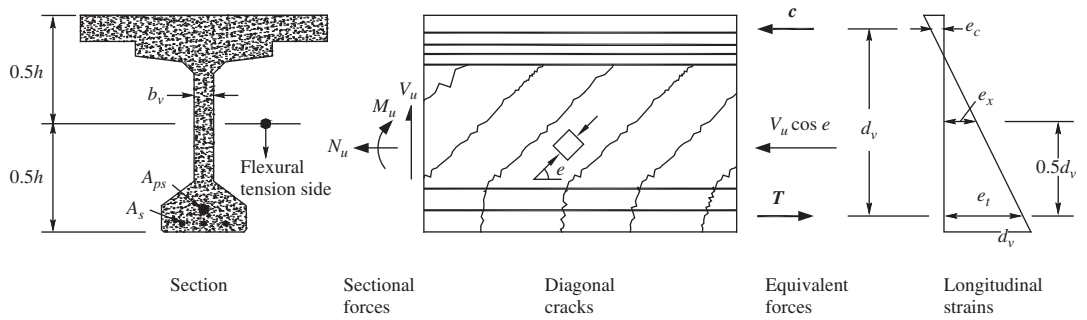 0.5h
0.5h
b_v
A_ps
A_s
Flexural
tension side
N_u
M_u
V_u
e
c
V_u cos e
T
d_v
e_c
e_x
e_t
0.5d_v
d_v
Section
Sectional
forces
Diagonal
cracks
Equivalent
forces
Longitudinal
strains